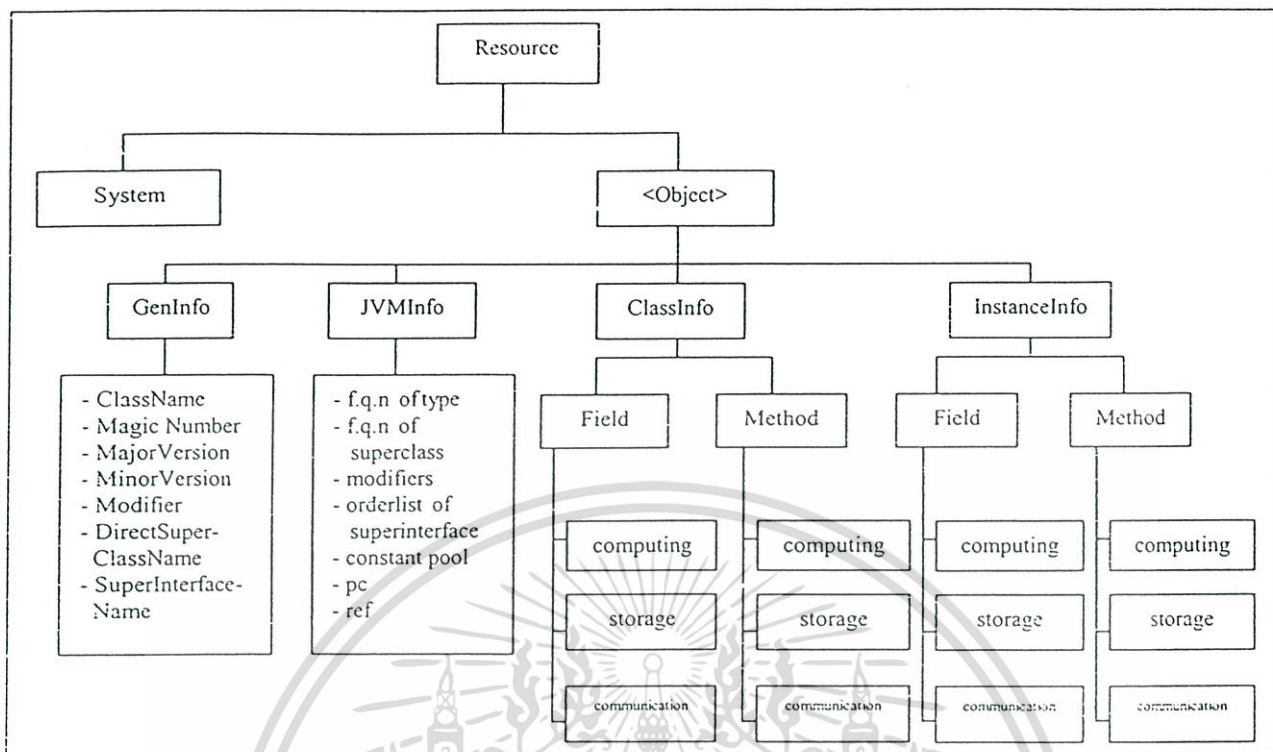 Resource
System
<Object>
GenInfo
JVMInfo
ClassInfo
InstanceInfo
- ClassName
- Magic Number
- MajorVersion
- MinorVersion
- Modifier
- DirectSuper-
ClassName
- SuperInterface-
Name
- f.q.n of type
- f.q.n of
superclass
- modifiers
- orderlist of
superinterface
- constant pool
- pc
- ref
Field
Method
Field
Method
computing
computing
computing
computing
storage
storage
storage
storage
communication
communication
communication
communication